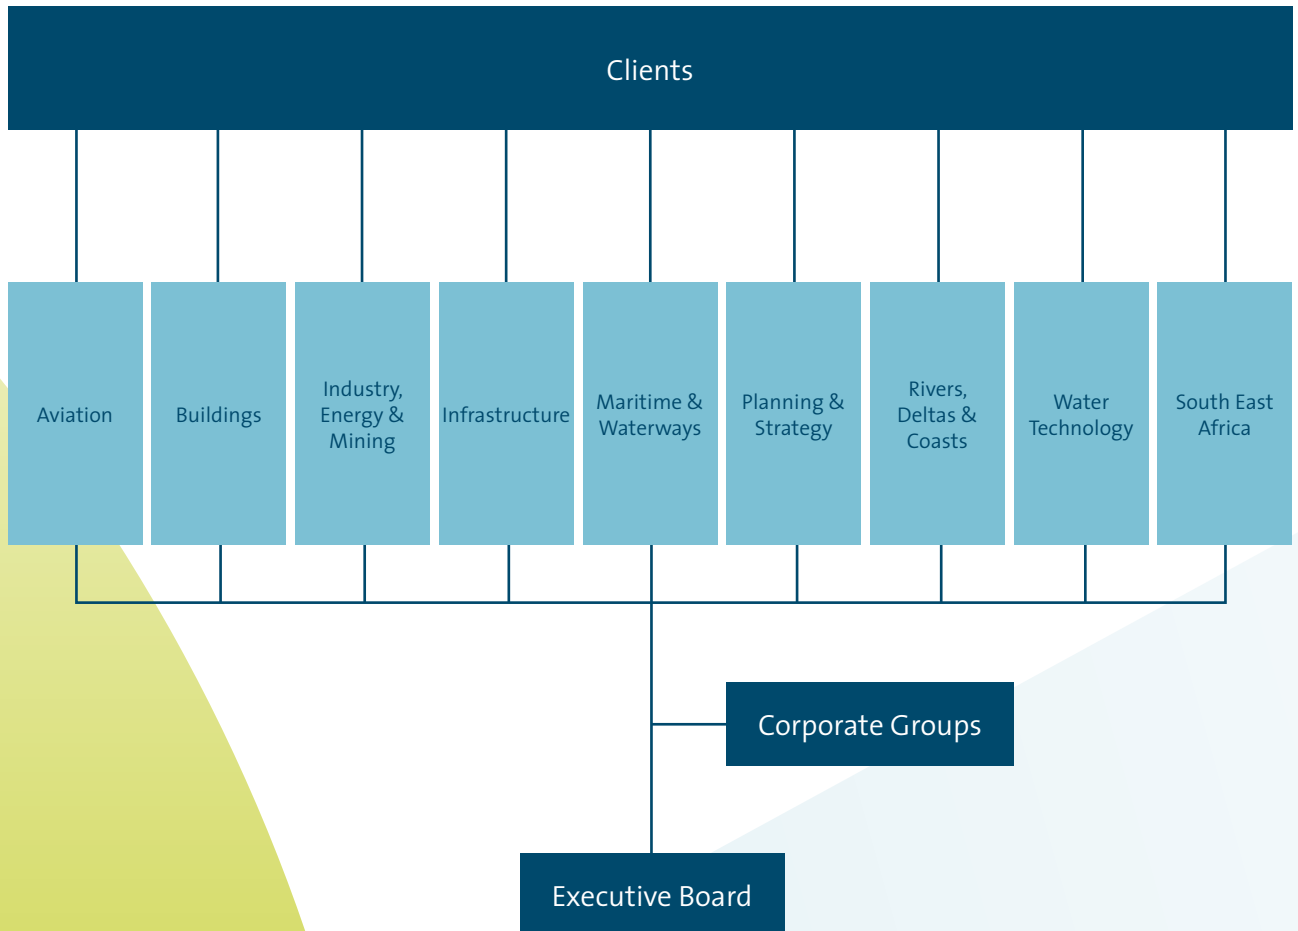 Clients
Aviation
Buildings
Industry,
Energy &
Mining
Infrastructure
Maritime &
Waterways
Planning &
Strategy
Rivers,
Deltas &
Coasts
Water
Technology
South East
Africa
Corporate Groups
Executive Board